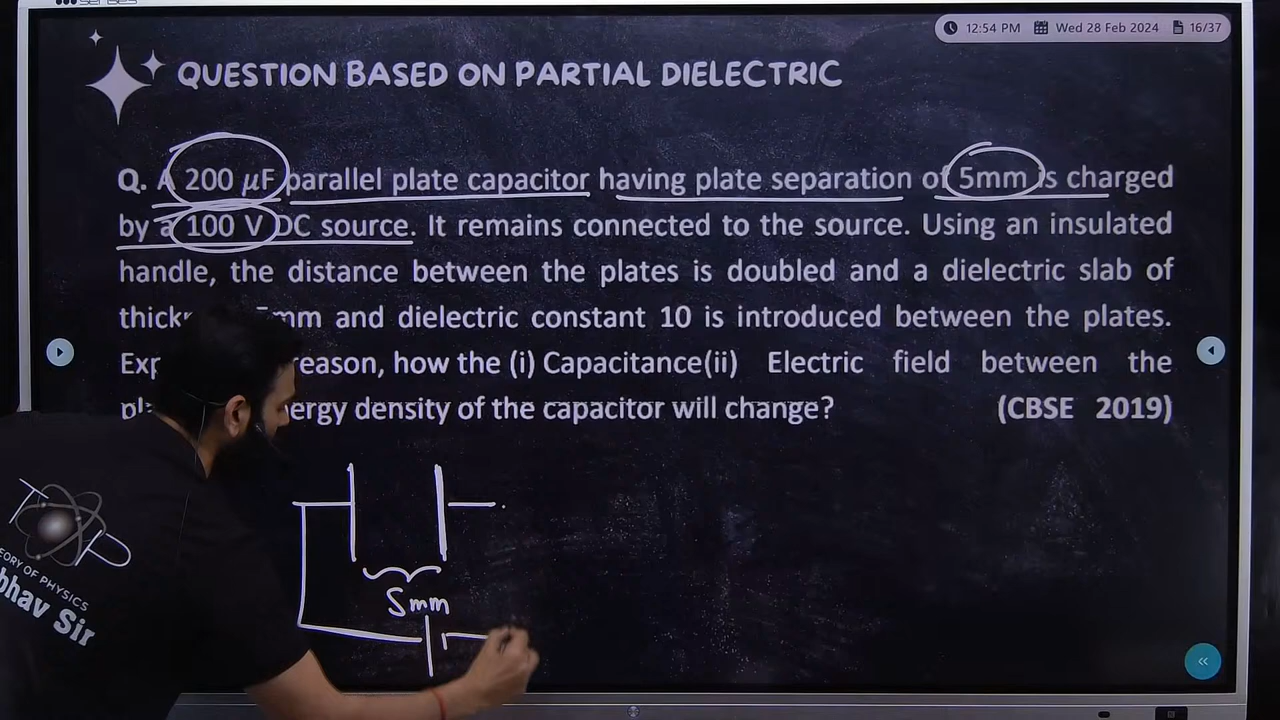 12:54 PM Wed 28 Feb 2024 16/37
QUESTION BASED ON PARTIAL DIELECTRIC
Q. A 200 μF parallel plate capacitor having plate separation of 5mm is charged
by a 100 V DC source. It remains connected to the source. Using an insulated
handle, the distance between the plates is doubled and a dielectric slab of
mm and dielectric constant 10 is introduced between the plates.
reason, how the (i) Capacitance(ii) Electric field between the
density of the capacitor will change? (CBSE 2019)
5mm
THEORY OF PHYSICS
Sir